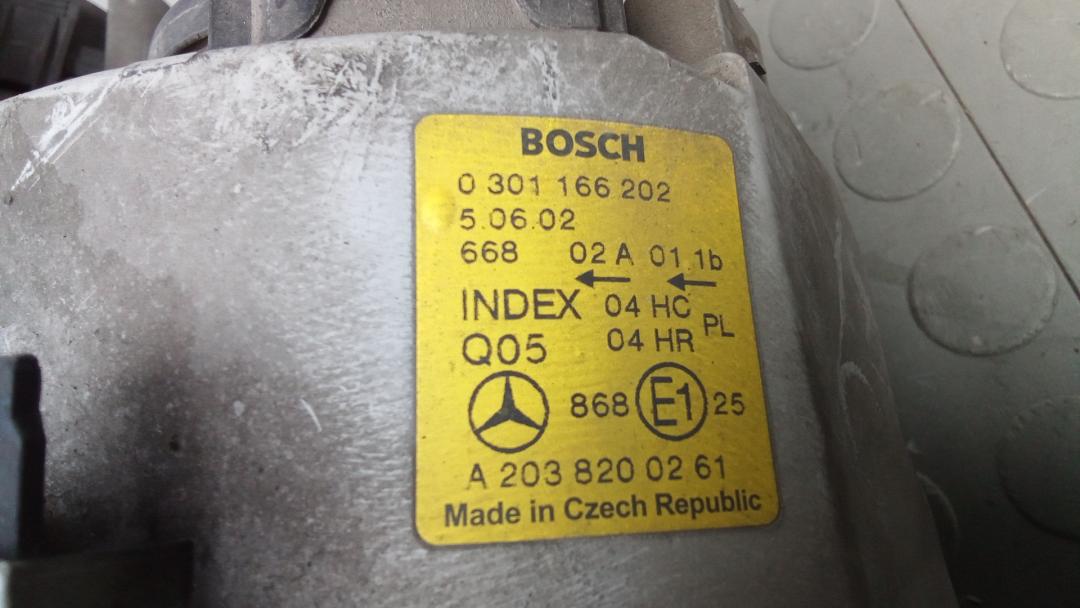 BOSCH
0 301 166 202
5.06.02
668 02 A 01 1b
INDEX 04 HC PL
Q05 04 HR
868 E1 25
A 203 820 02 61
Made in Czech Republic